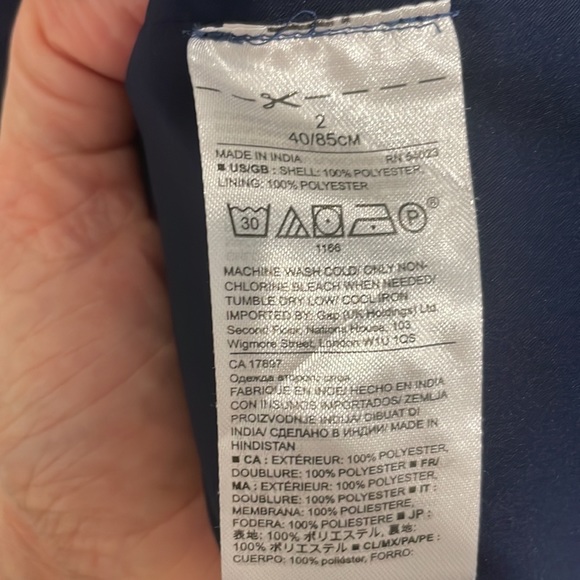 2
40/85CM
MADE IN INDIA RN 54023
■ US/GB : SHELL: 100% POLYESTER,
LINING: 100% POLYESTER
30 P ®
1166
MACHINE WASH COLD/ ONLY NON-
CHLORINE BLEACH WHEN NEEDED/
TUMBLE DRY LOW/ COOL IRON
IMPORTED BY: Gap (UK Holdings) Ltd.
Second Floor, Nations House, 103
Wigmore Street, London W1U 1QS
CA 17897
Одежда второго слоя
FABRIQUÉ EN INDE/ HECHO EN INDIA
CON INSUMOS IMPORTADOS/ ZEMLJA
PROIZVODNJE INDIJA/ DIBUAT DI
INDIA/ СДЕЛАНО В ИНДИИ/ MADE IN
HINDISTAN
■ CA : EXTÉRIEUR: 100% POLYESTER,
DOUBLURE: 100% POLYESTER ■ FR/
MA : EXTÉRIEUR: 100% POLYESTER,
DOUBLURE: 100% POLYESTER ■ IT :
MEMBRANA: 100% POLIESTERE,
FODERA: 100% POLIESTERE ■ JP :
表地: 100% ポリエステル, 裏地:
100% ポリエステル ■ CL/MX/PA/PE :
CUERPO: 100% poliéster, FORRO: